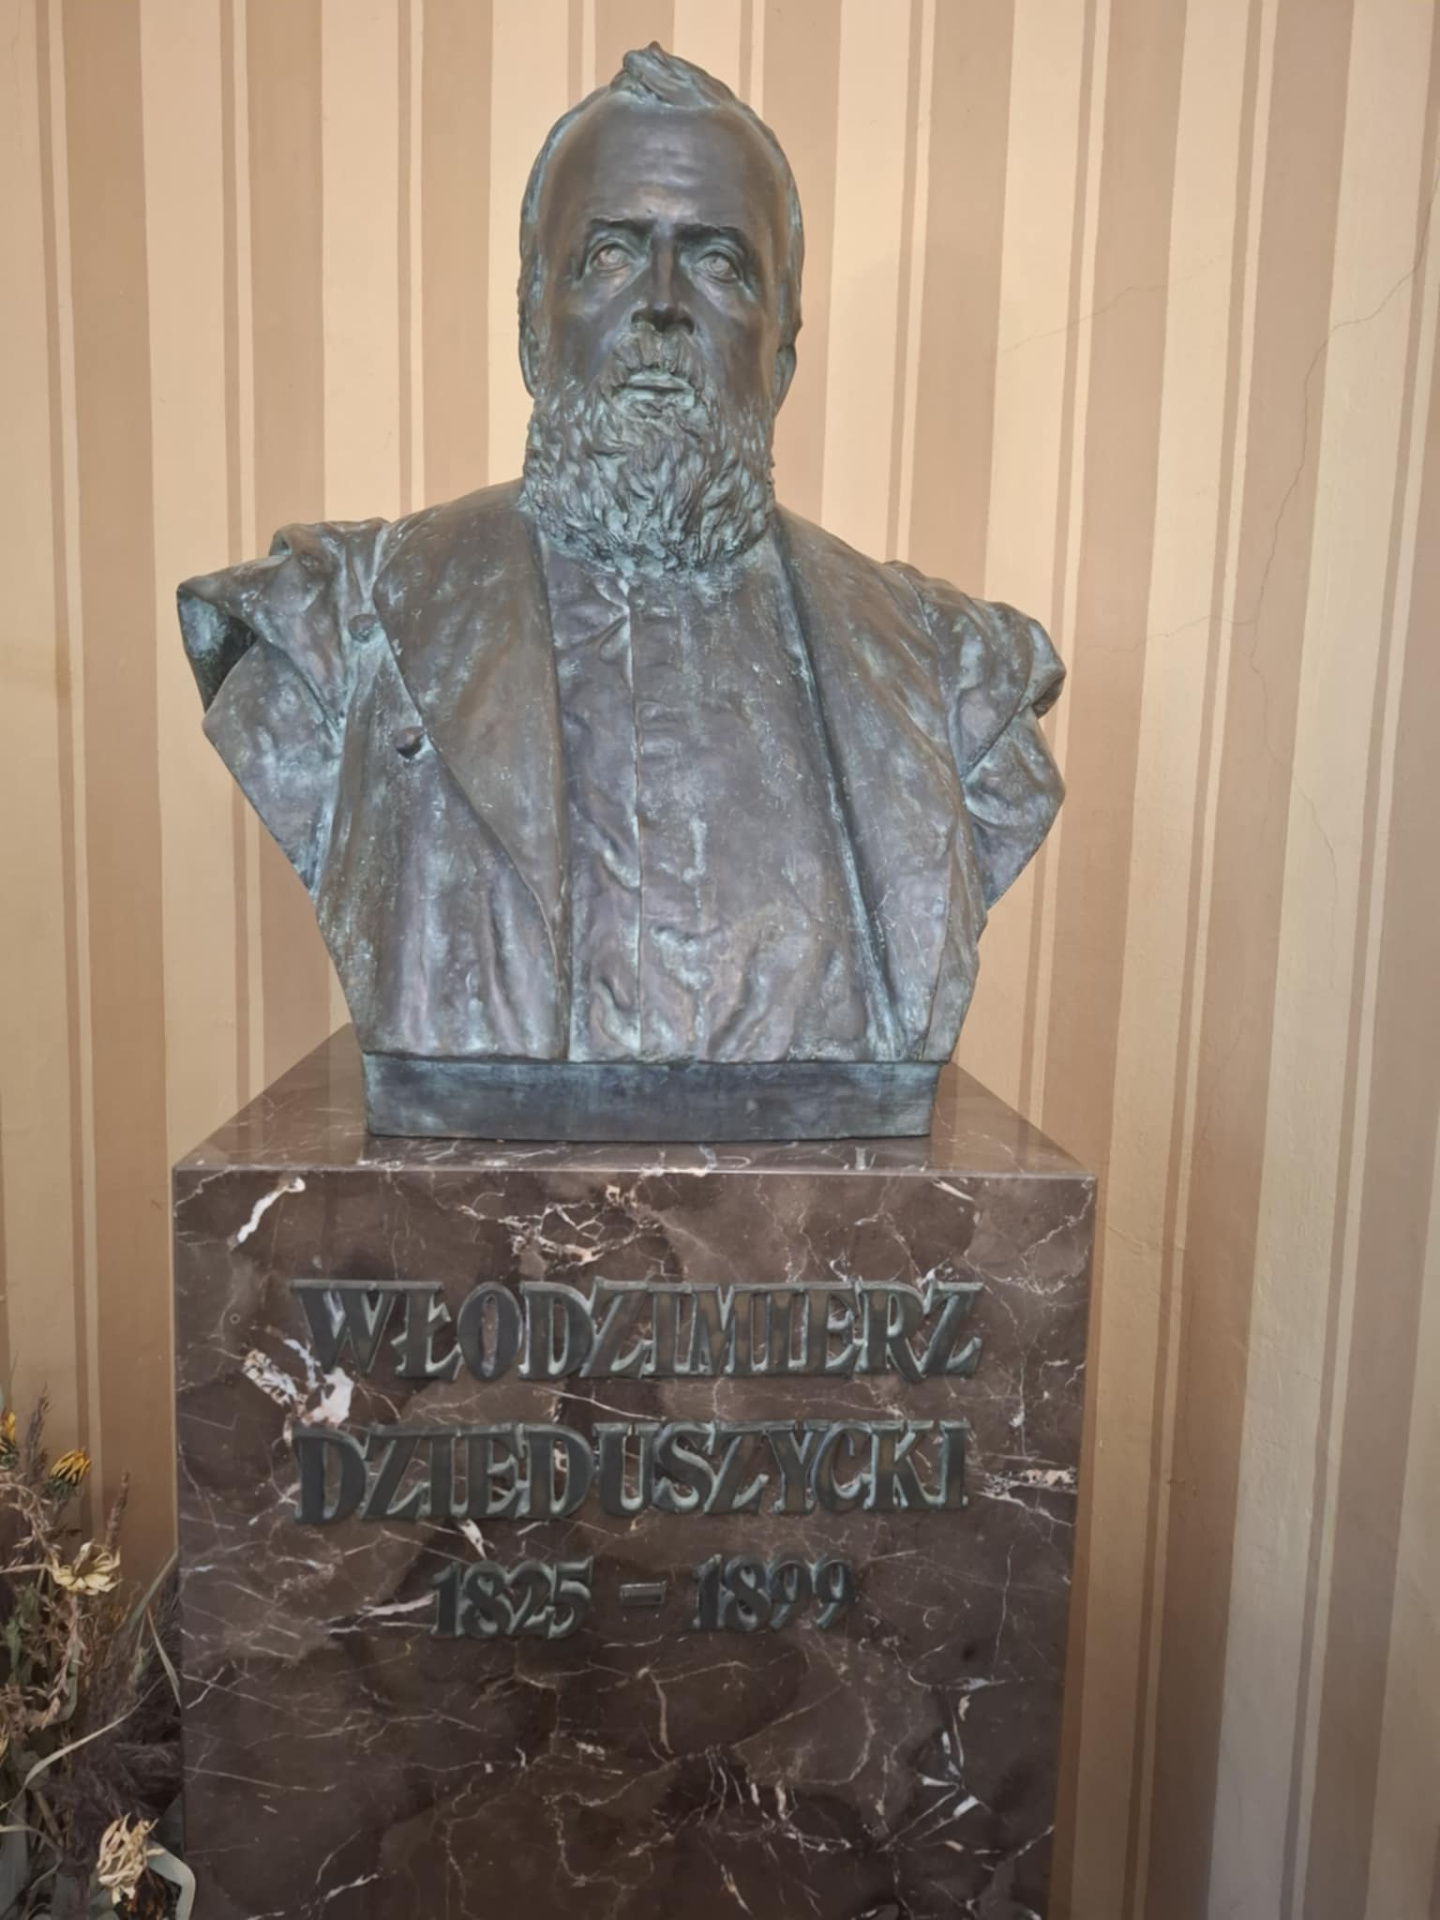 WŁODZIMIERZ
DZIEDUSZYCKI
1825 – 1899